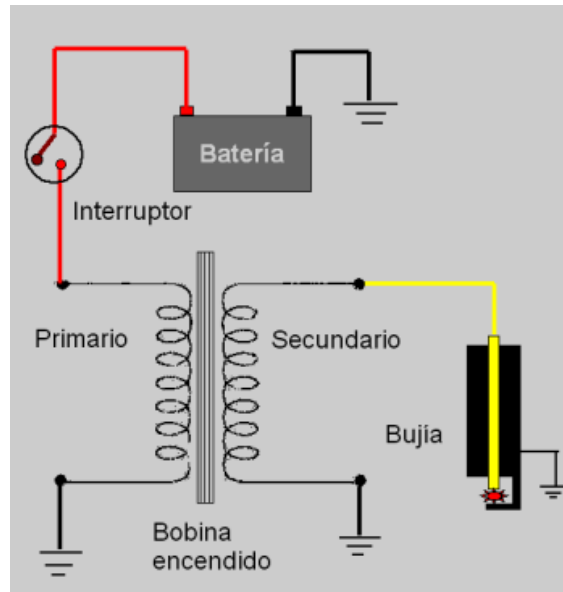 Batería
Interruptor
Primario
Secundario
Bujía
Bobina
encendido